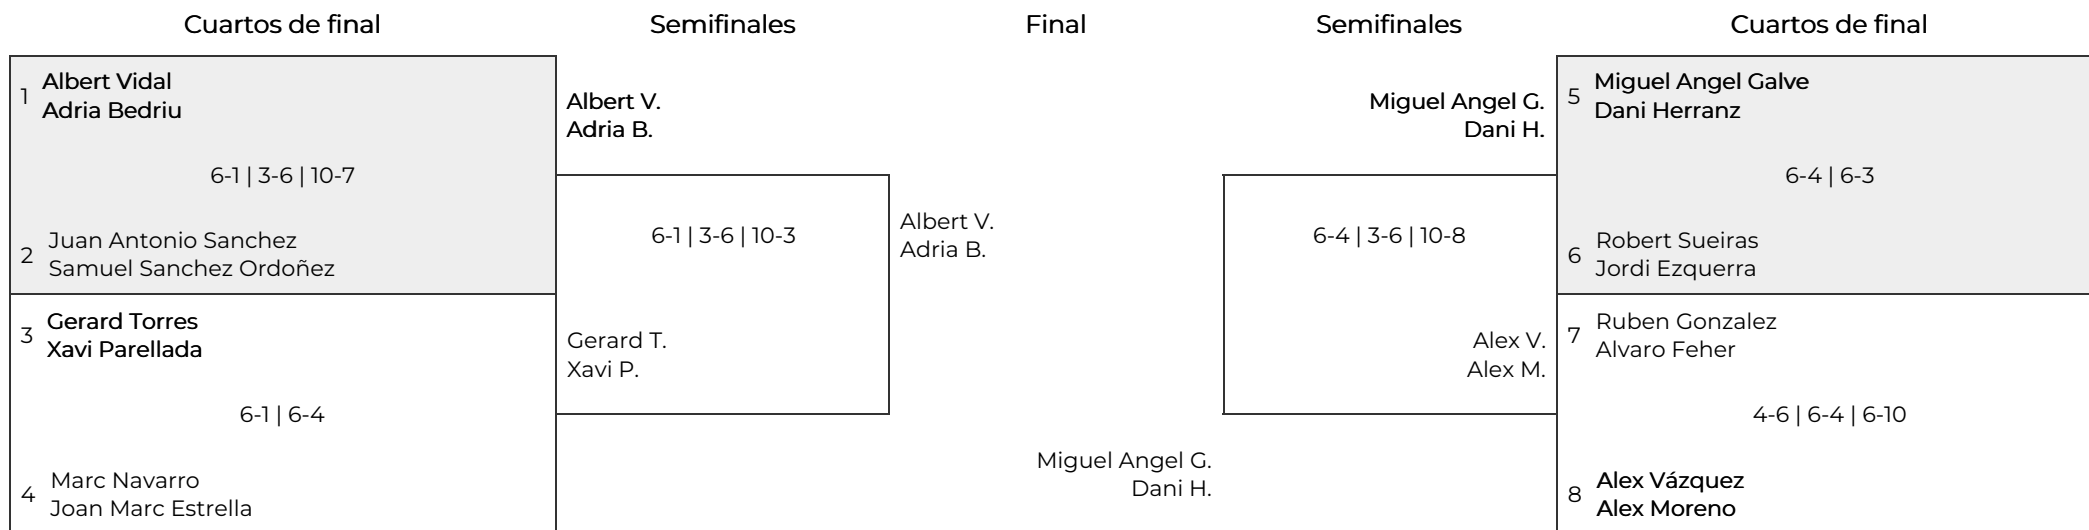 Cuartos de final
Semifinales
Final
Semifinales
Cuartos de final
1
Albert Vidal
Adria Bedriu
6-1 | 3-6 | 10-7
2
Juan Antonio Sanchez
Samuel Sanchez Ordoñez
3
Gerard Torres
Xavi Parellada
6-1 | 6-4
4
Marc Navarro
Joan Marc Estrella
Albert V.
Adria B.
6-1 | 3-6 | 10-3
Gerard T.
Xavi P.
Albert V.
Adria B.
Miguel Angel G.
Dani H.
Miguel Angel G.
Dani H.
6-4 | 3-6 | 10-8
Alex V.
Alex M.
5
Miguel Angel Galve
Dani Herranz
6-4 | 6-3
6
Robert Sueiras
Jordi Ezquerra
7
Ruben Gonzalez
Alvaro Feher
4-6 | 6-4 | 6-10
8
Alex Vázquez
Alex Moreno